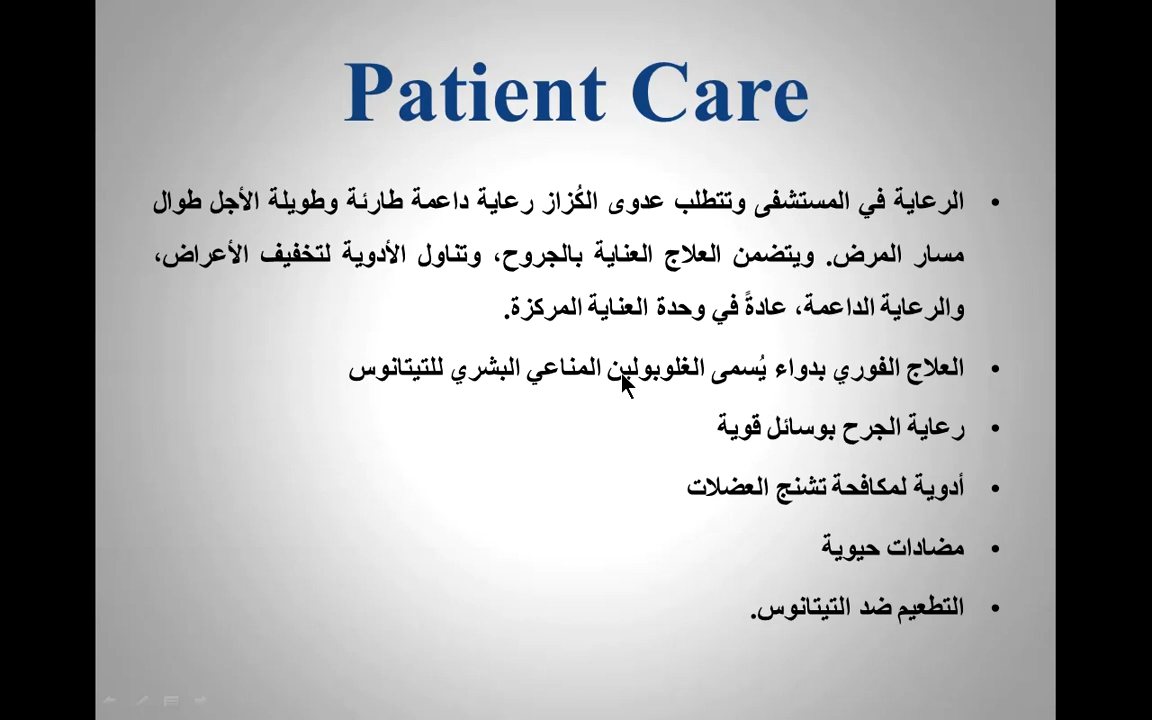 Patient Care
• الرعاية في المستشفى وتتطلب عدوى الكُزاز رعاية داعمة طارئة وطويلة الأجل طوال
مسار المرض. ويتضمن العلاج العناية بالجروح، وتناول الأدوية لتخفيف الأعراض،
والرعاية الداعمة، عادةً في وحدة العناية المركزة.
• العلاج الفوري بدواء يُسمى الغلوبولين المناعي البشري للتيتانوس
• رعاية الجرح بوسائل قوية
• أدوية لمكافحة تشنج العضلات
• مضادات حيوية
• التطعيم ضد التيتانوس.